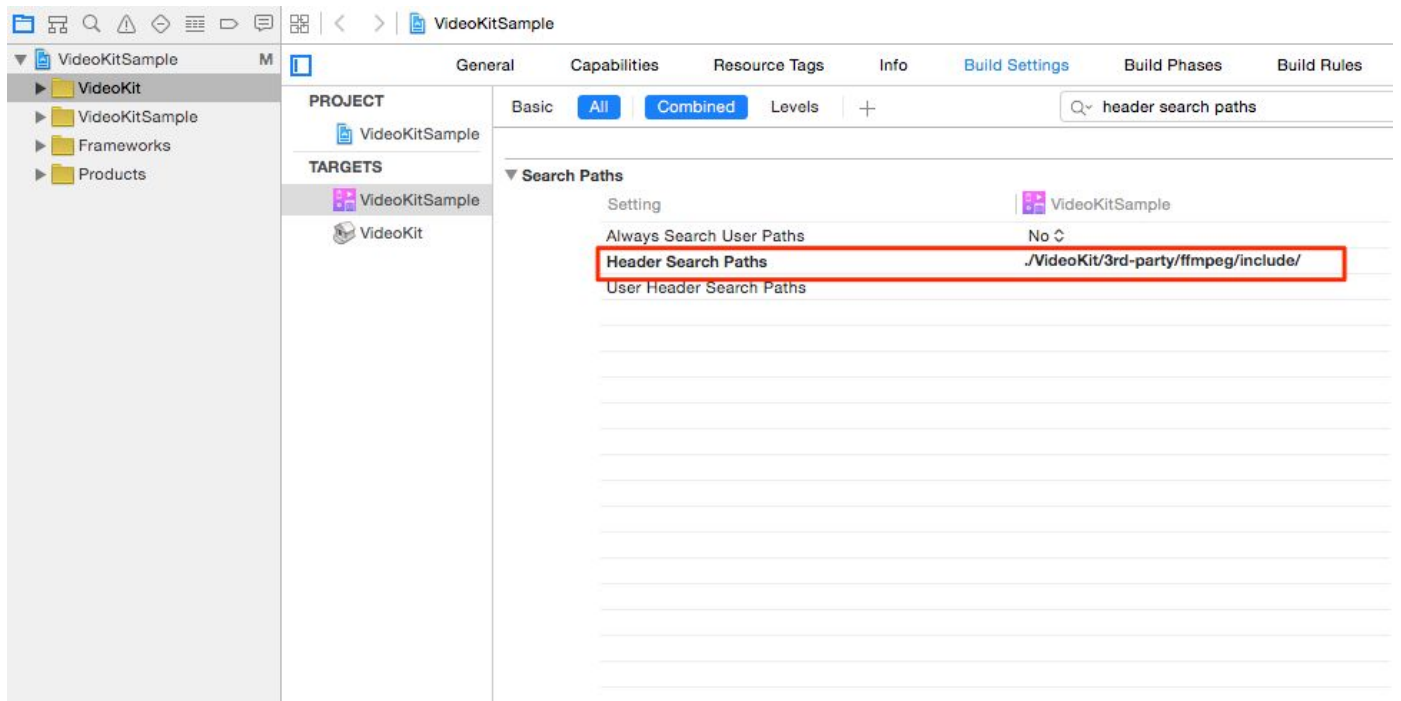 VideoKitSample
VideoKitSample M
VideoKit
VideoKitSample
Frameworks
Products
General Capabilities Resource Tags Info Build Settings Build Phases Build Rules
PROJECT
VideoKitSample
TARGETS
VideoKitSample
VideoKit
Basic All Combined Levels + header search paths
Search Paths
Setting VideoKitSample
Always Search User Paths No
Header Search Paths ./VideoKit/3rd-party/ffmpeg/include/
User Header Search Paths